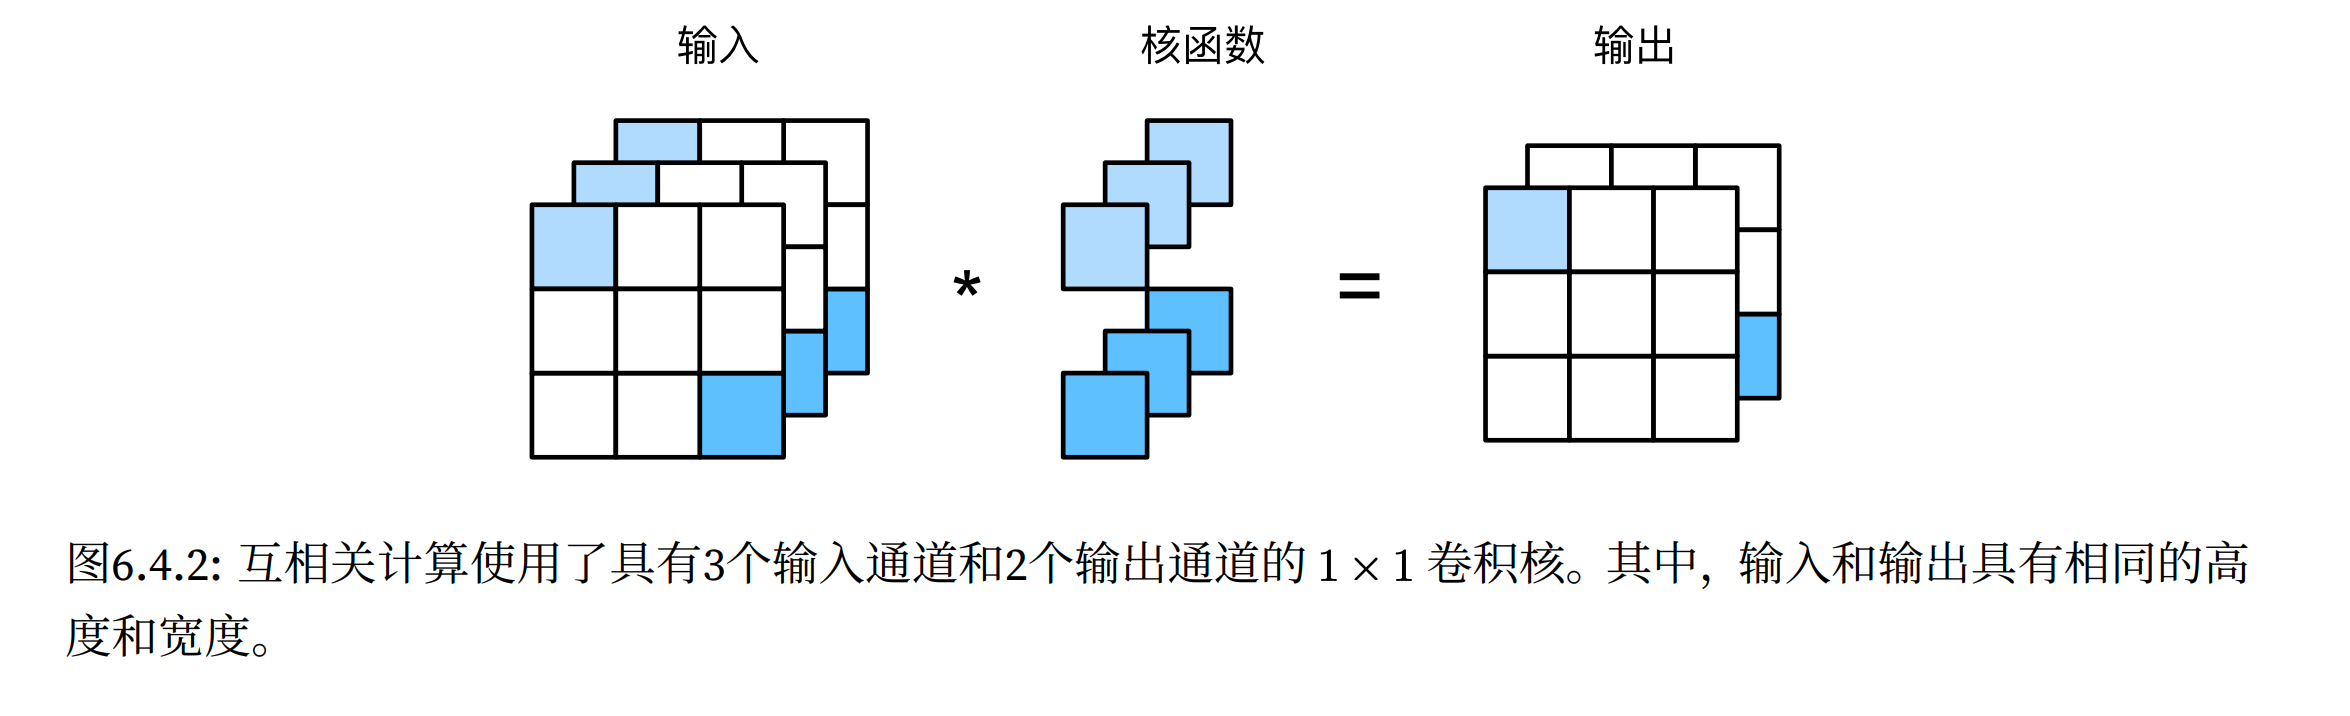 输入 核函数 输出
* =
图6.4.2: 互相关计算使用了具有3个输入通道和2个输出通道的 1 × 1 卷积核。其中，输入和输出具有相同的高
度和宽度。